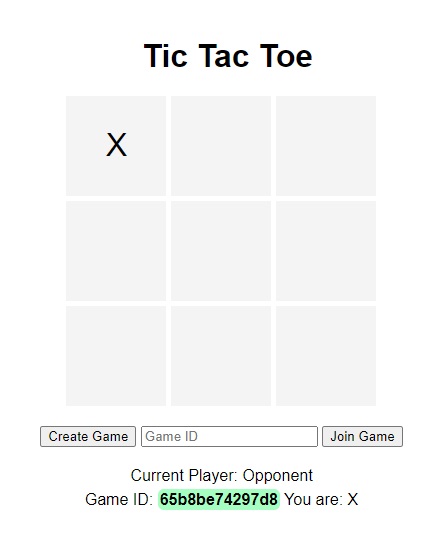 Tic Tac Toe
X
Create Game Game ID Join Game
Current Player: Opponent
Game ID: 65b8be74297d8 You are: X